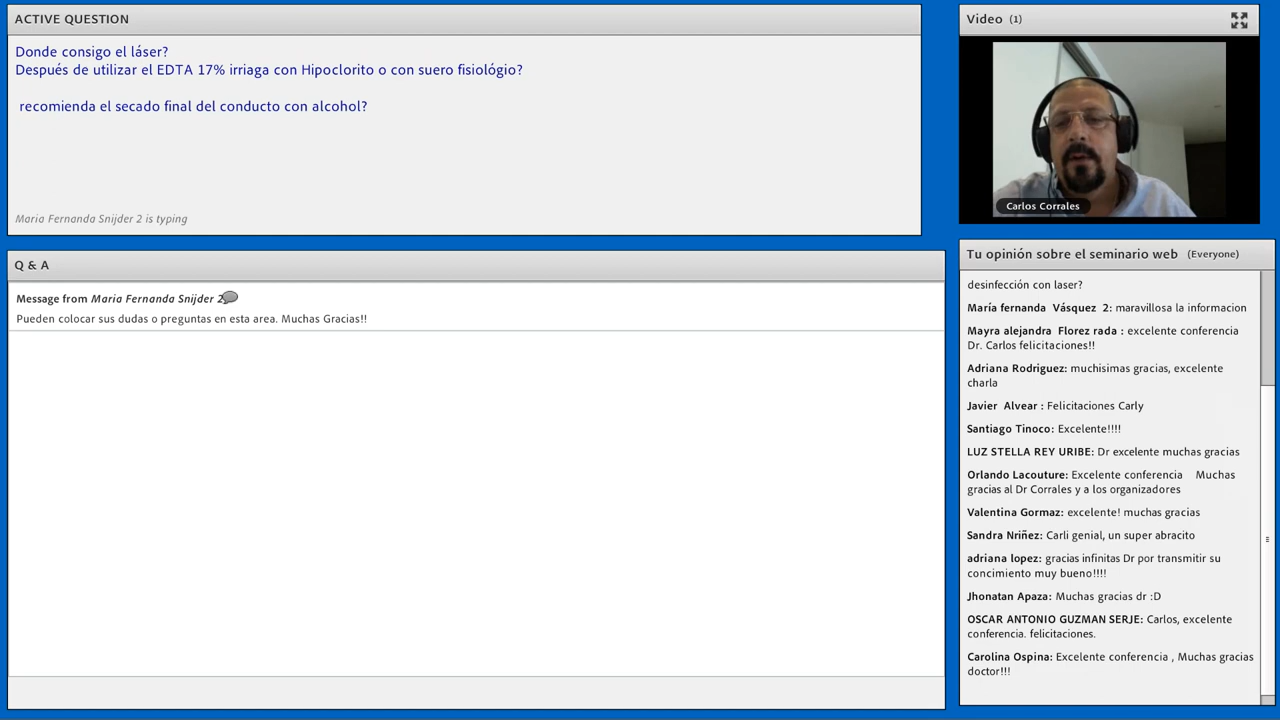 ACTIVE QUESTION
Donde consigo el láser?
Después de utilizar el EDTA 17% irriaga con Hipoclorito o con suero fisiológio?
recomienda el secado final del conducto con alcohol?
Maria Fernanda Snijder 2 is typing
Q & A
Message from Maria Fernanda Snijder 2
Pueden colocar sus dudas o preguntas en esta area. Muchas Gracias!!
Video (1)
Carlos Corrales
Tu opinión sobre el seminario web (Everyone)
desinfección con laser?
María fernanda Vásquez 2: maravillosa la informacion
Mayra alejandra Florez rada : excelente conferencia
Dr. Carlos felicitaciones!!
Adriana Rodriguez: muchisimas gracias, excelente
charla
Javier Alvear : Felicitaciones Carly
Santiago Tinoco: Excelente!!!!
LUZ STELLA REY URIBE: Dr excelente muchas gracias
Orlando Lacouture: Excelente conferencia Muchas
gracias al Dr Corrales y a los organizadores
Valentina Gormaz: excelente! muchas gracias
Sandra Nriñez: Carli genial, un super abracito
adriana lopez: gracias infinitas Dr por transmitir su
concimiento muy bueno!!!!
Jhonatan Apaza: Muchas gracias dr :D
OSCAR ANTONIO GUZMAN SERJE: Carlos, excelente
conferencia. felicitaciones.
Carolina Ospina: Excelente conferencia , Muchas gracias
doctor!!!